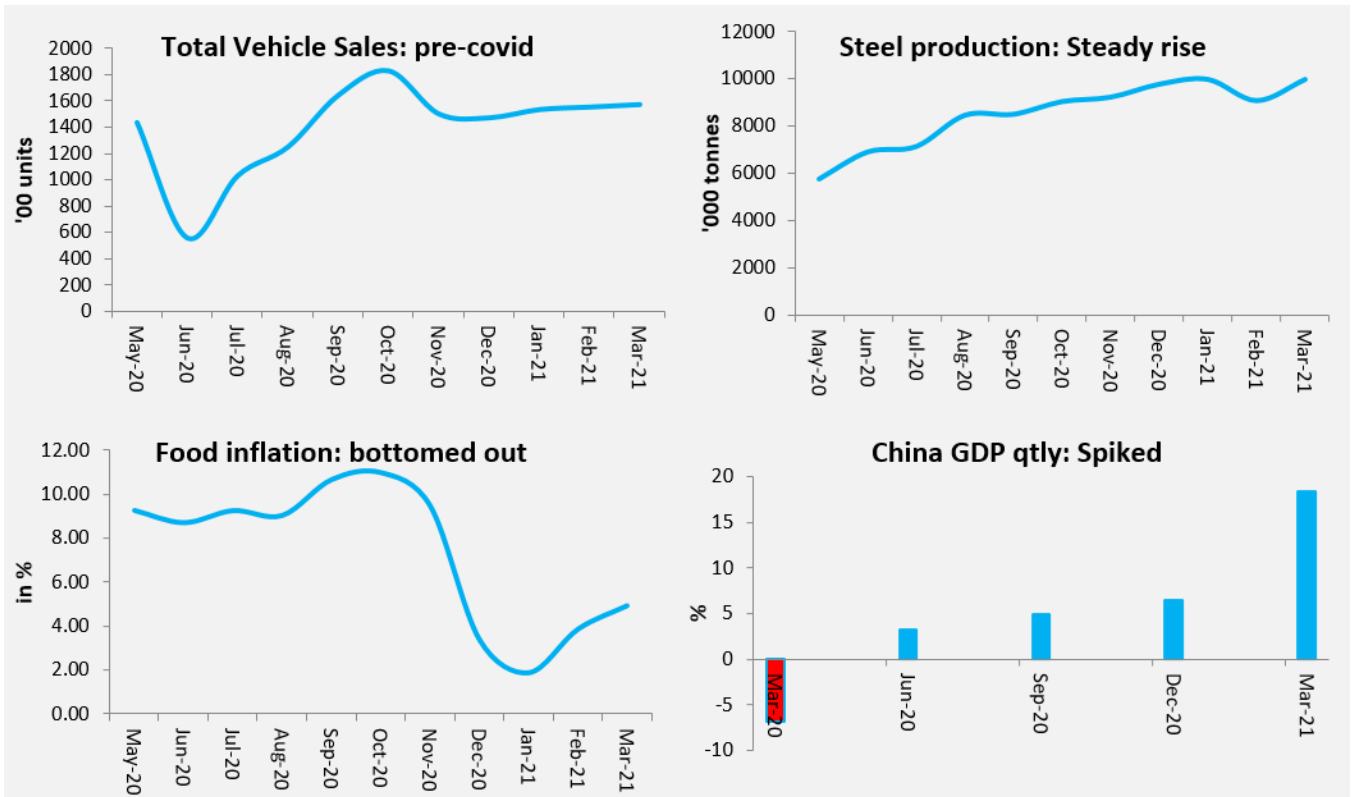 Total Vehicle Sales: pre-covid
'00 units
2000
1800
1600
1400
1200
1000
800
600
400
200
0
May-20
Jun-20
Jul-20
Aug-20
Sep-20
Oct-20
Nov-20
Dec-20
Jan-21
Feb-21
Mar-21
Steel production: Steady rise
'000 tonnes
12000
10000
8000
6000
4000
2000
0
May-20
Jun-20
Jul-20
Aug-20
Sep-20
Oct-20
Nov-20
Dec-20
Jan-21
Feb-21
Mar-21
Food inflation: bottomed out
in %
12.00
10.00
8.00
6.00
4.00
2.00
0.00
May-20
Jun-20
Jul-20
Aug-20
Sep-20
Oct-20
Nov-20
Dec-20
Jan-21
Feb-21
Mar-21
China GDP qtly: Spiked
%
20
15
10
5
0
-5
-10
Mar-20
Jun-20
Sep-20
Dec-20
Mar-21